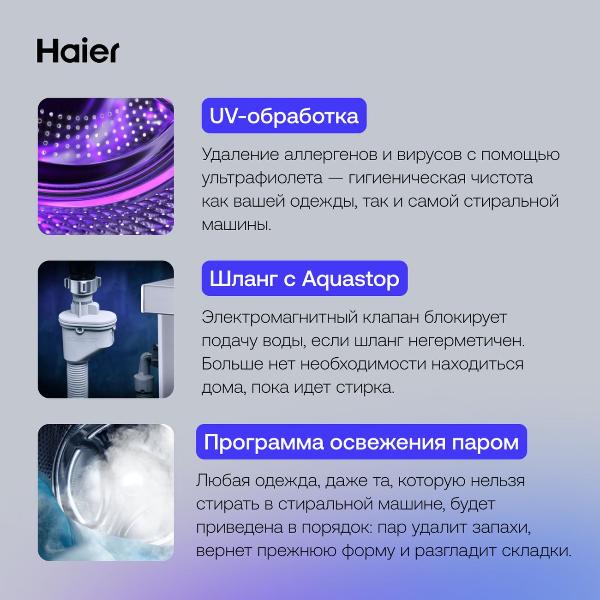 Haier
UV-обработка
Удаление аллергенов и вирусов с помощью
ультрафиолета — гигиеническая чистота
как вашей одежды, так и самой стиральной
машины.
Шланг с Aquastop
Электромагнитный клапан блокирует
подачу воды, если шланг негерметичен.
Больше нет необходимости находиться
дома, пока идет стирка.
Программа освежения паром
Любая одежда, даже та, которую нельзя
стирать в стиральной машине, будет
приведена в порядок: пар удалит запахи,
вернет прежнюю форму и разгладит складки.